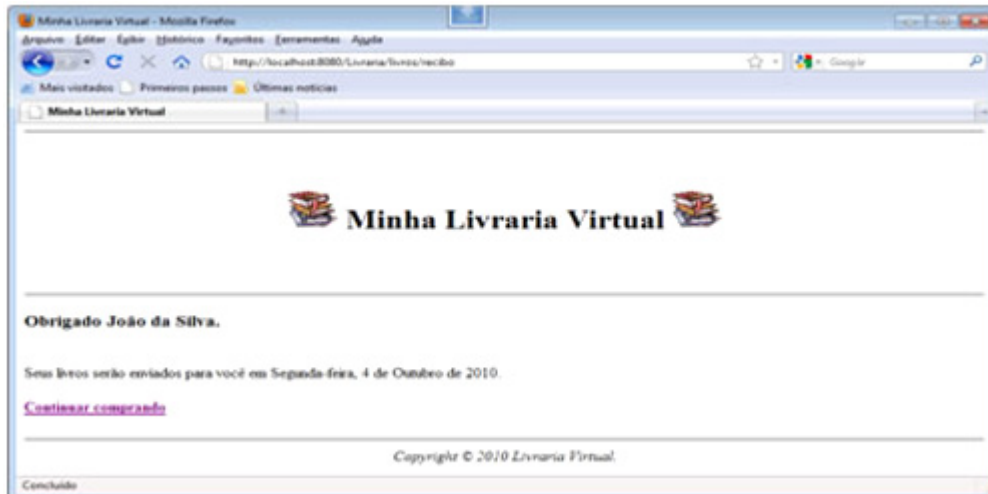 Minha Livraria Virtual - Mozilla Firefox
Arquivo Editar Exibir Histórico Favoritos Ferramentas Ajuda
http://localhost:8080/Livraria/livros/recibo
Google
Mais visitados Primeiros passos Últimas notícias
Minha Livraria Virtual
Minha Livraria Virtual
Obrigado João da Silva.
Seus livros serão enviados para você em Segunda-feira, 4 de Outubro de 2010.
Continuar comprando
Copyright © 2010 Livraria Virtual.
Concluído